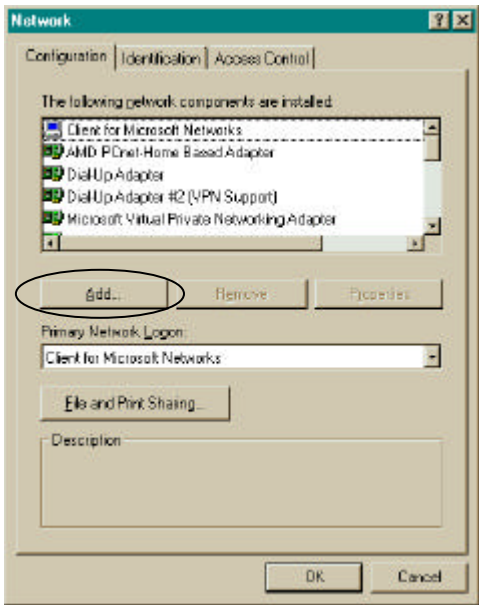 Network
Configuration Identification Access Control
The following network components are installed:
Client for Microsoft Networks
AMD PCnet-Home Based Adapter
Dial-Up Adapter
Dial-Up Adapter #2 (VPN Support)
Microsoft Virtual Private Networking Adapter
Add... Remove Properties
Primary Network Logon:
Client for Microsoft Networks
File and Print Sharing...
Description
OK Cancel